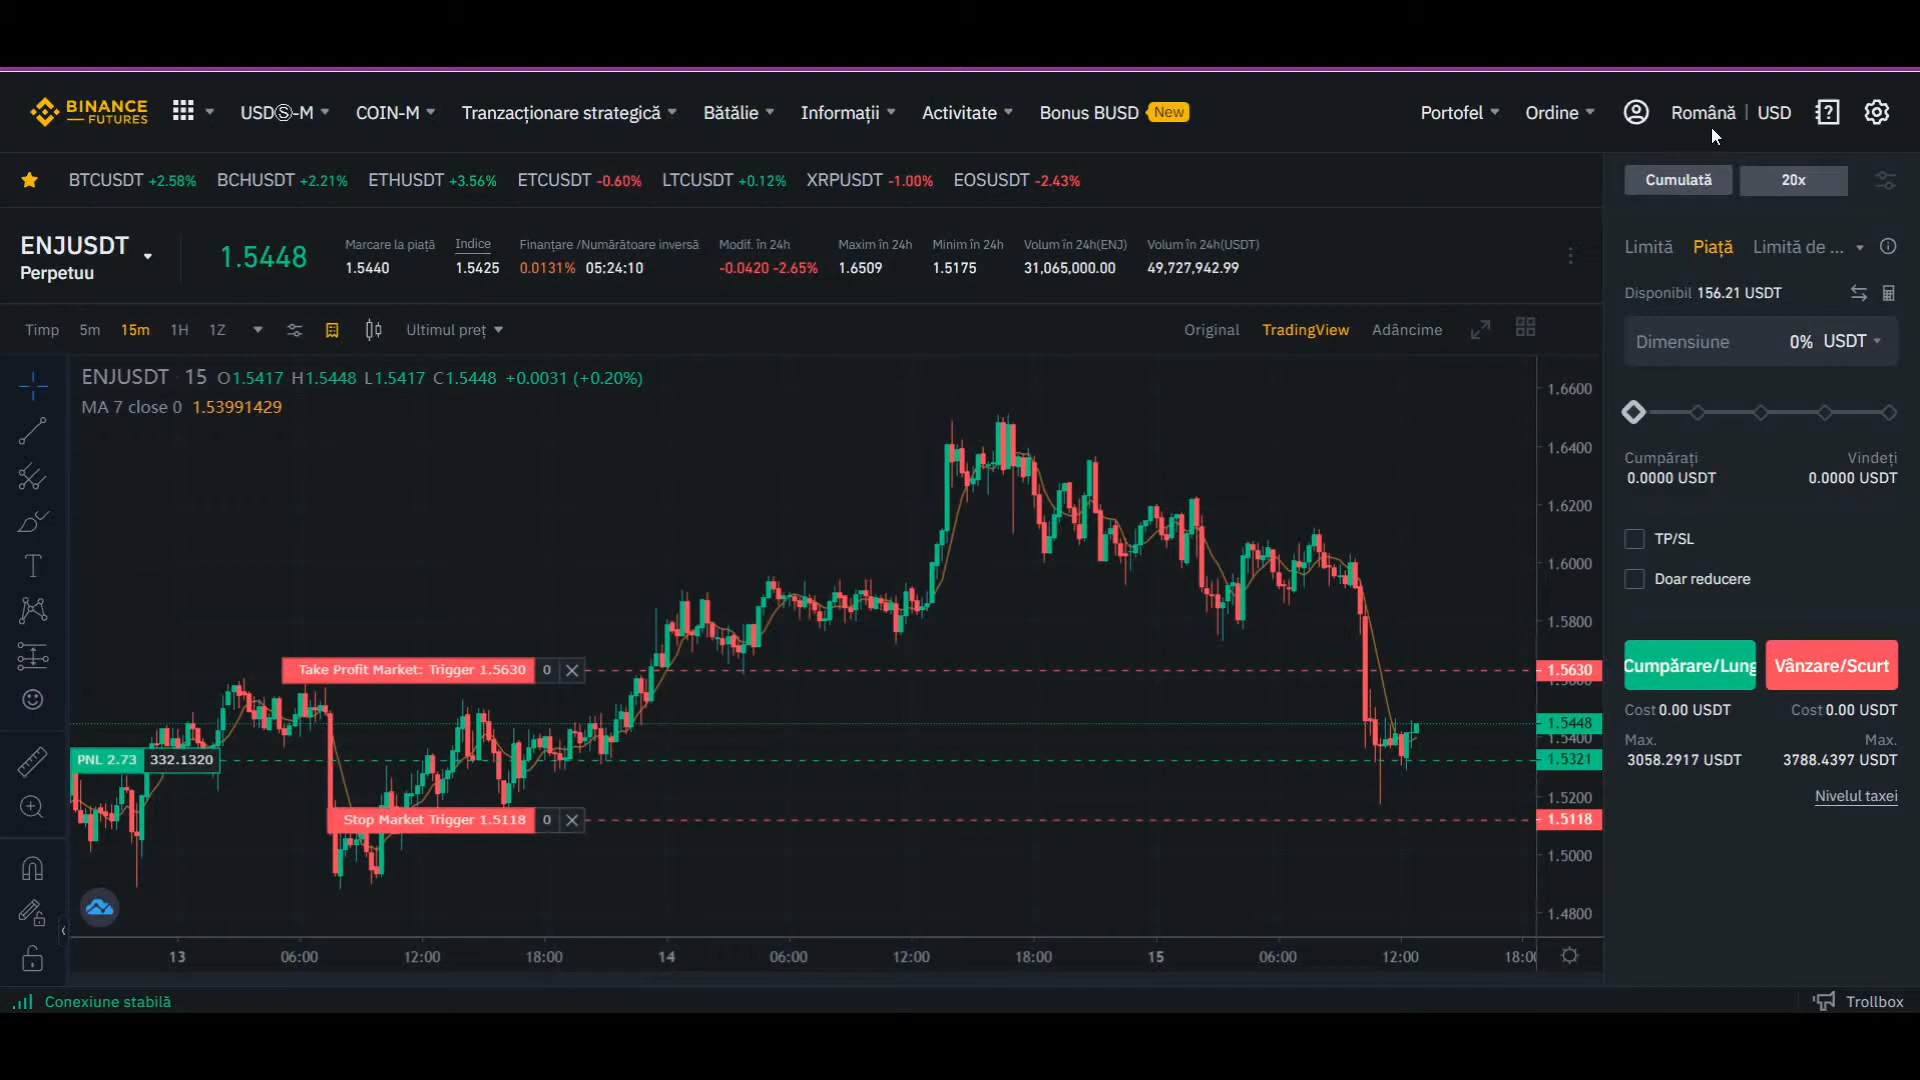 BINANCE
FUTURES
USDⓈ-M
COIN-M
Tranzacționare strategică
Bătălie
Informații
Activitate
Bonus BUSD New
Portofel
Ordine
Română | USD
BTCUSDT +2.58% BCHUSDT +2.21% ETHUSDT +3.56% ETCUSDT -0.60% LTCUSDT +0.12% XRPUSDT -1.00% EOSUSDT -2.43%
ENJUSDT
Perpetuu
1.5448
Marcare la piață
1.5440
Indice
1.5425
Finanțare /Numărătoare inversă
0.0131% 05:24:10
Modif. în 24h
-0.0420 -2.65%
Maxim în 24h
1.6509
Minim în 24h
1.5175
Volum în 24h(ENJ)
31,065,000.00
Volum în 24h(USDT)
49,727,942.99
Timp 5m 15m 1H 1Z
Ultimul preț
Original TradingView Adâncime
ENJUSDT 15 O1.5417 H1.5448 L1.5417 C1.5448 +0.0031 (+0.20%)
MA 7 close 0 1.53991429
Take Profit Market: Trigger 1.5630 0
PNL 2.73 332.1320
Stop Market Trigger 1.5118 0
1.6600
1.6400
1.6200
1.6000
1.5800
1.5630
1.5448
1.5400
1.5321
1.5200
1.5118
1.5000
1.4800
13 06:00 12:00 18:00 14 06:00 12:00 18:00 15 06:00 12:00 18:00
Cumulată 20x
Limită Piață Limită de ...
Disponibil 156.21 USDT
Dimensiune 0% USDT
Cumpărați Vindeți
0.0000 USDT 0.0000 USDT
TP/SL
Doar reducere
Cumpărare/Lung Vânzare/Scurt
Cost 0.00 USDT Cost 0.00 USDT
Max. Max.
3058.2917 USDT 3788.4397 USDT
Nivelul taxei
Conexiune stabilă
Trollbox